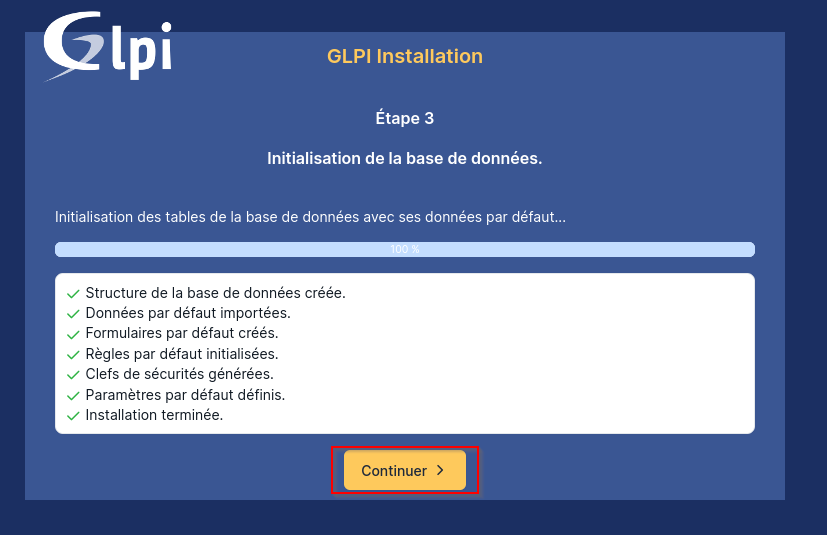 Glpi
GLPI Installation
Étape 3
Initialisation de la base de données.
Initialisation des tables de la base de données avec ses données par défaut...
100 %
Structure de la base de données créée.
Données par défaut importées.
Formulaires par défaut créés.
Règles par défaut initialisées.
Clefs de sécurités générées.
Paramètres par défaut définis.
Installation terminée.
Continuer